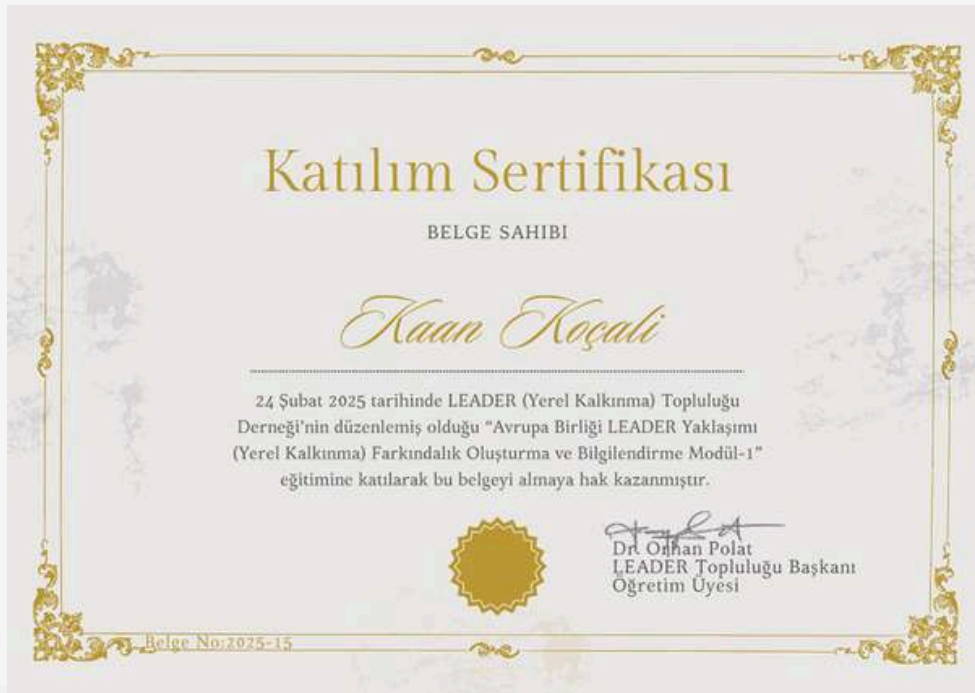 Katılım Sertifikası
BELGE SAHIBI
Kaan Koçali
24 Şubat 2025 tarihinde LEADER (Yerel Kalkınma) Topluluğu
Derneği'nin düzenlemiş olduğu "Avrupa Birliği LEADER Yaklaşımı
(Yerel Kalkınma) Farkındalık Oluşturma ve Bilgilendirme Modül-1"
eğitimine katılarak bu belgeyi almaya hak kazanmıştır.
Dr. Orhan Polat
LEADER Topluluğu Başkanı
Öğretim Üyesi
Belge No:2025-15